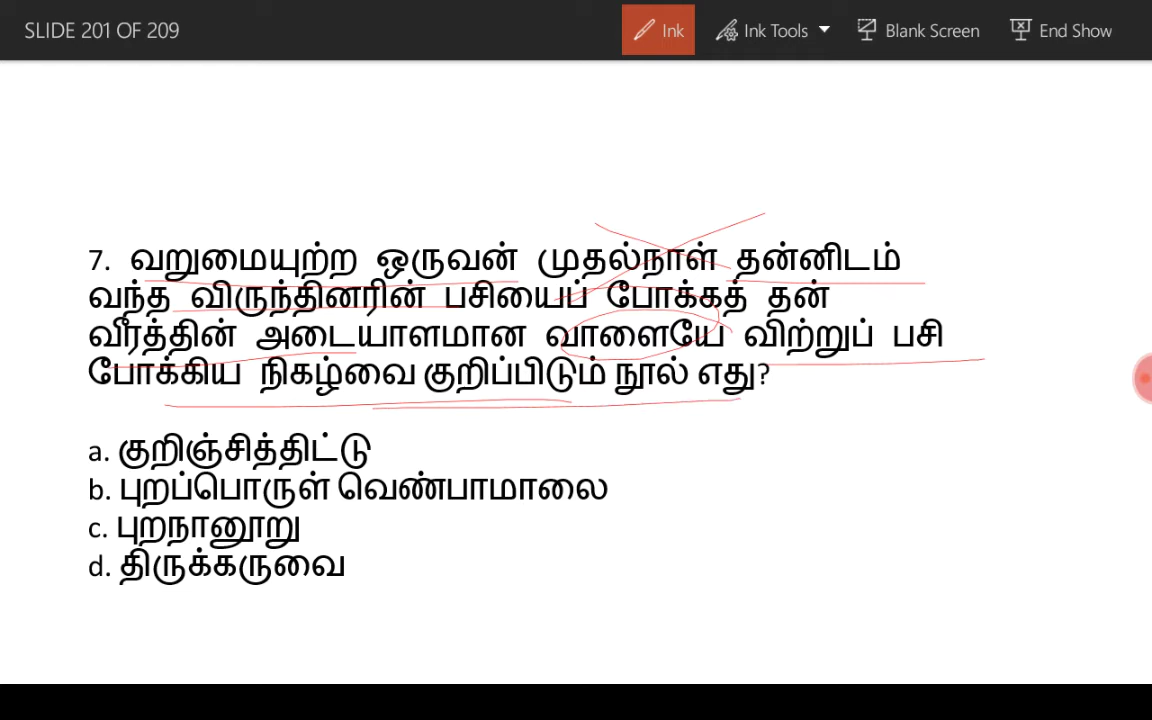 SLIDE 201 OF 209 Ink Ink Tools Blank Screen End Show
7. வறுமையுற்ற ஒருவன் முதல்நாள் தன்னிடம்
வந்த விருந்தினரின் பசியைப் போக்கத் தன்
வீரத்தின் அடையாளமான வாளையே விற்றுப் பசி
போக்கிய நிகழ்வை குறிப்பிடும் நூல் எது?
a. குறிஞ்சித்திட்டு
b. புறப்பொருள் வெண்பாமாலை
c. புறநானூறு
d. திருக்கருவை